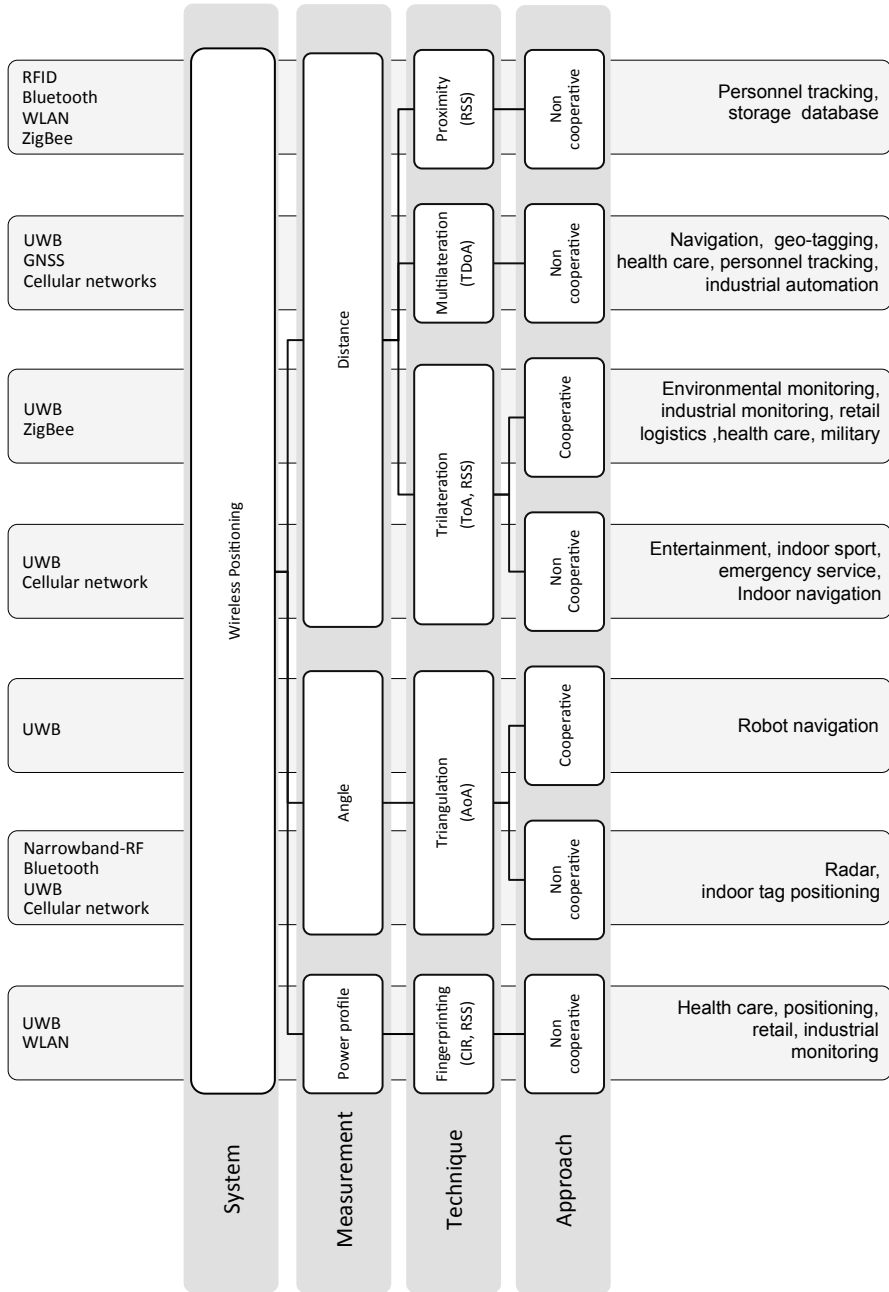 RFID
Bluetooth
WLAN
ZigBee
UWB
GNSS
Cellular networks
UWB
ZigBee
UWB
Cellular network
UWB
Narrowband-RF
Bluetooth
UWB
Cellular network
UWB
WLAN
Wireless Positioning
System
Distance
Angle
Power profile
Measurement
Proximity
(RSS)
Multilateration
(TDoA)
Trilateration
(ToA, RSS)
Triangulation
(AoA)
Fingerprinting
(CIR, RSS)
Technique
Non
cooperative
Non
cooperative
Cooperative
Non
Cooperative
Cooperative
Non
cooperative
Non
cooperative
Approach
Personnel tracking,
storage database
Navigation, geo-tagging,
health care, personnel tracking,
industrial automation
Environmental monitoring,
industrial monitoring, retail
logistics ,health care, military
Entertainment, indoor sport,
emergency service,
Indoor navigation
Robot navigation
Radar,
indoor tag positioning
Health care, positioning,
retail, industrial
monitoring